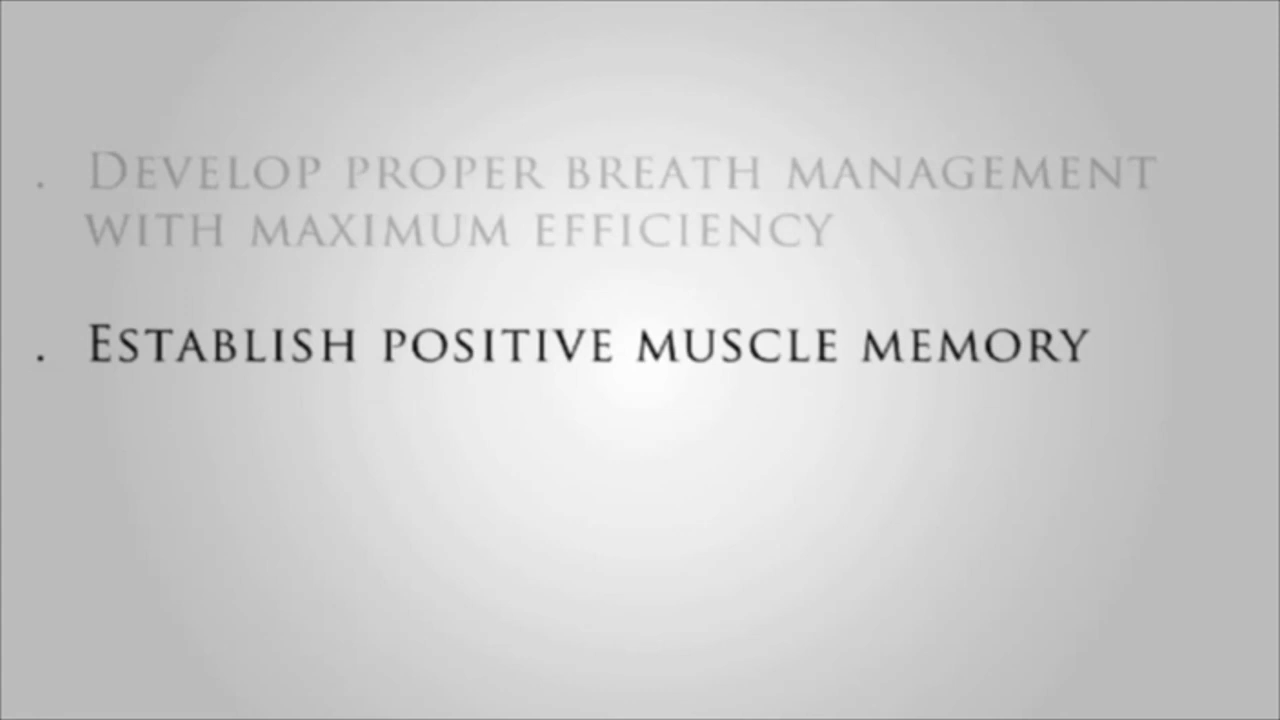 . Develop proper breath management
with maximum efficiency
. Establish positive muscle memory